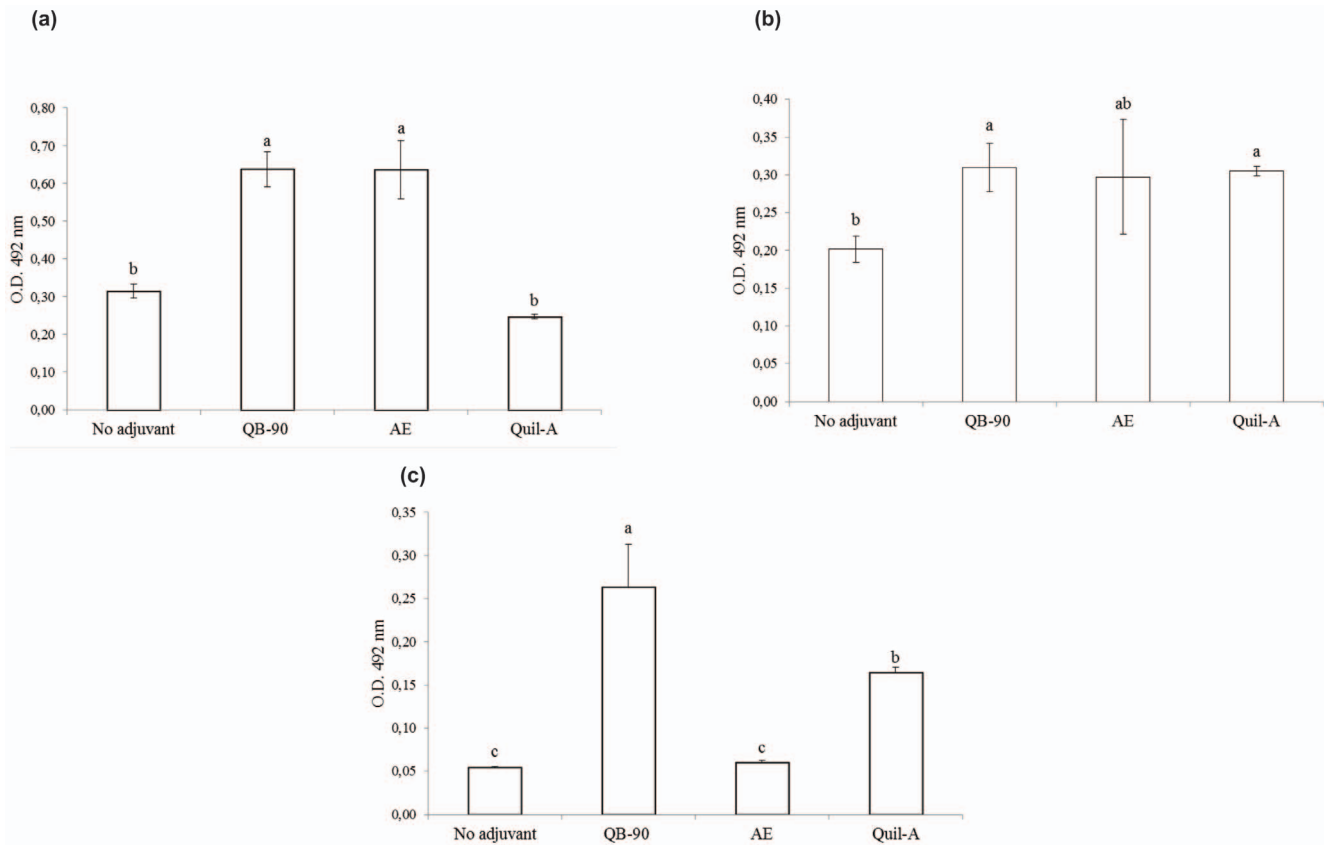 (a)
0,80
0,70
0,60
0,50
0,40
0,30
0,20
0,10
0,00
O.D. 492 nm
b
a
a
b
No adjuvant QB-90 AE Quil-A
(b)
0,40
0,35
0,30
0,25
0,20
0,15
0,10
0,05
0,00
O.D. 492 nm
b
a
ab
a
No adjuvant QB-90 AE Quil-A
(c)
0,35
0,30
0,25
0,20
0,15
0,10
0,05
0,00
O.D. 492 nm
c
a
c
b
No adjuvant QB-90 AE Quil-A